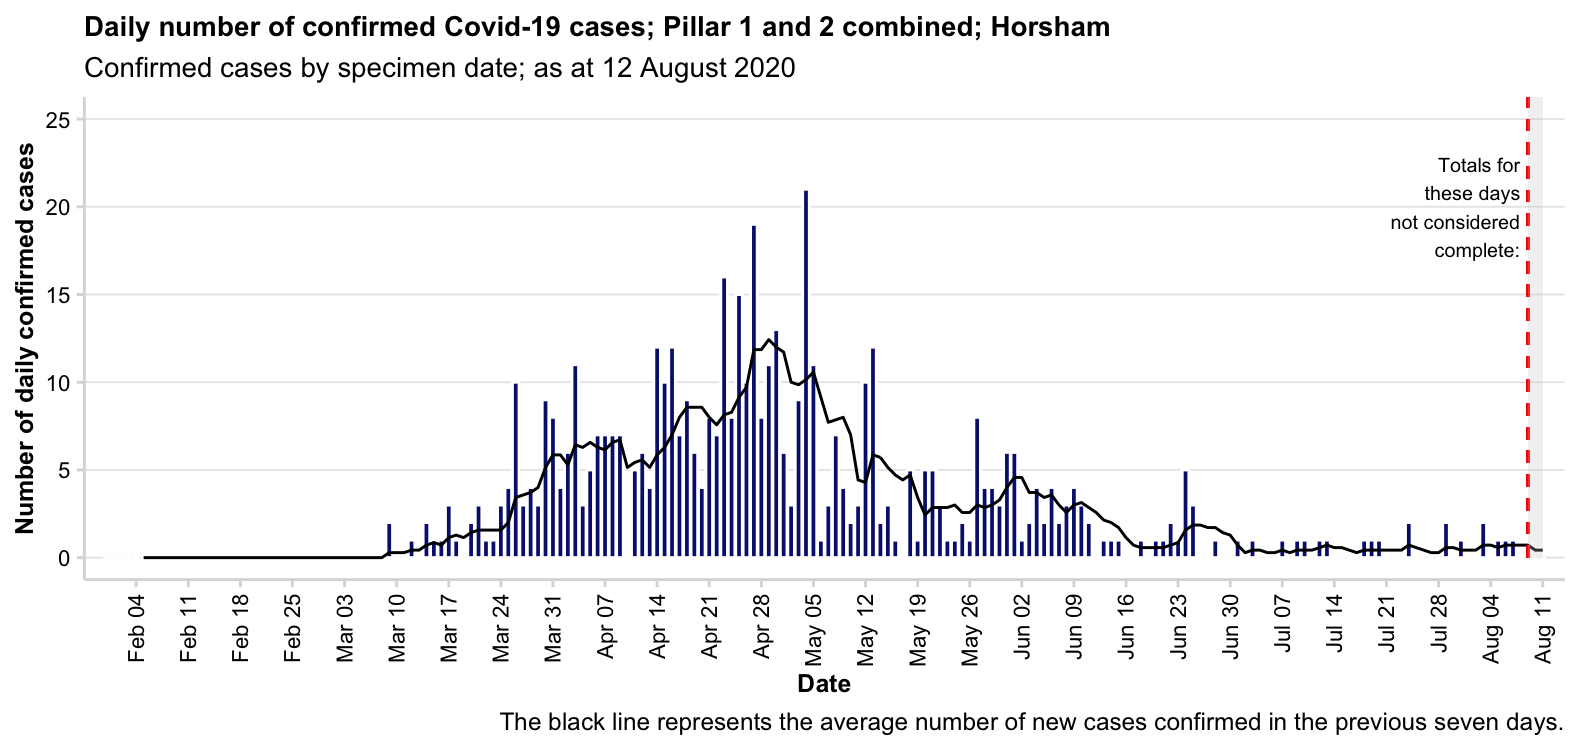 Daily number of confirmed Covid-19 cases; Pillar 1 and 2 combined; Horsham
Confirmed cases by specimen date; as at 12 August 2020
Number of daily confirmed cases
25
20
15
10
5
0
Totals for
these days
not considered
complete:
Feb 04
Feb 11
Feb 18
Feb 25
Mar 03
Mar 10
Mar 17
Mar 24
Mar 31
Apr 07
Apr 14
Apr 21
Apr 28
May 05
May 12
May 19
May 26
Jun 02
Jun 09
Jun 16
Jun 23
Jun 30
Jul 07
Jul 14
Jul 21
Jul 28
Aug 04
Aug 11
Date
The black line represents the average number of new cases confirmed in the previous seven days.